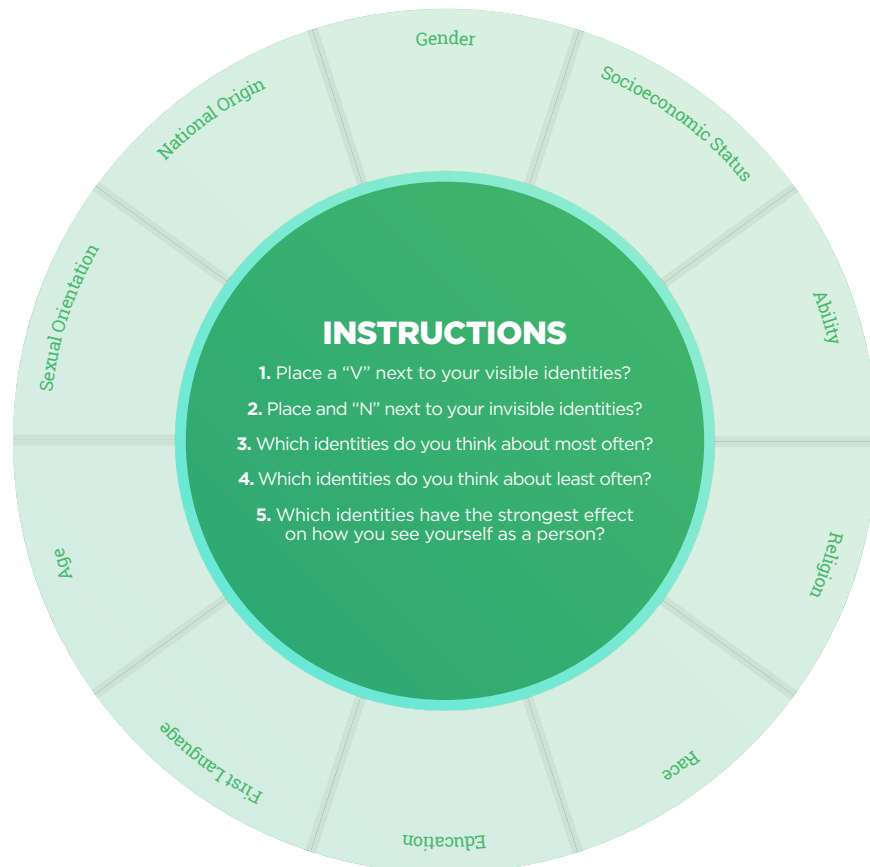 Gender
Socioeconomic Status
Ability
Religion
Race
Education
First Language
Age
Sexual Orientation
National Origin
INSTRUCTIONS
1. Place a “V” next to your visible identities?
2. Place and “N” next to your invisible identities?
3. Which identities do you think about most often?
4. Which identities do you think about least often?
5. Which identities have the strongest effect
on how you see yourself as a person?